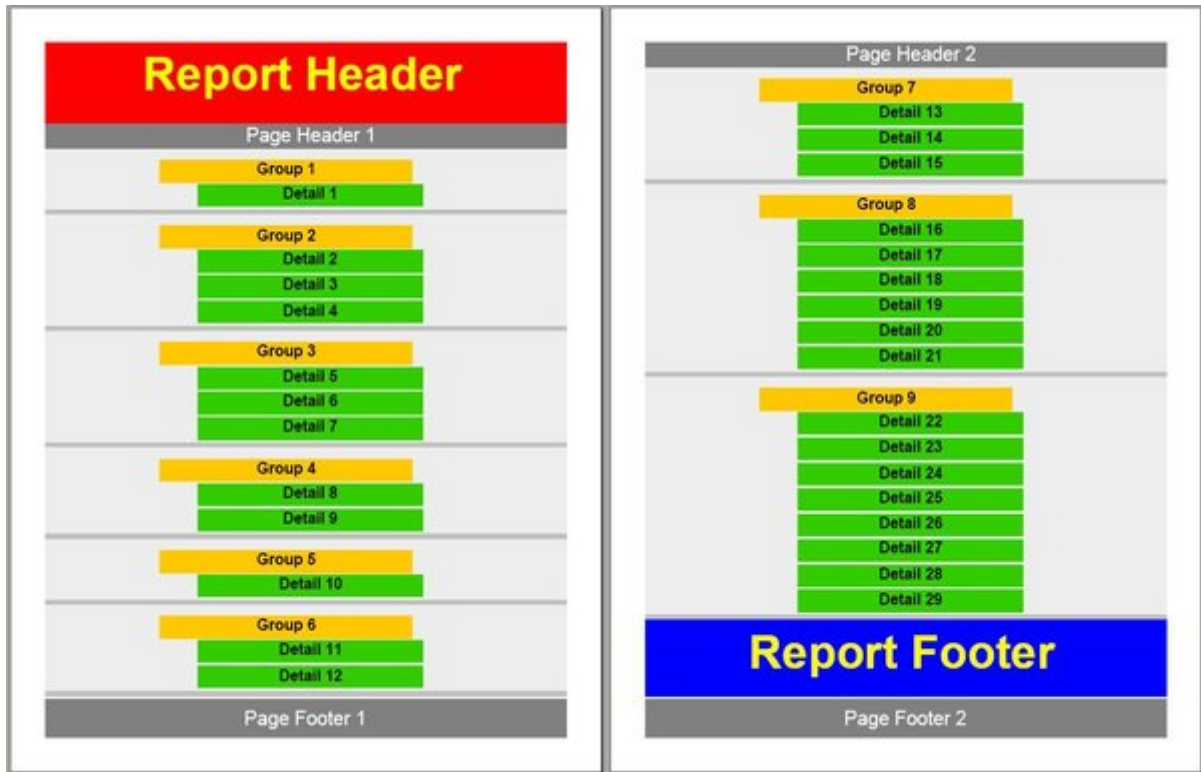 Report Header
Page Header 1
Group 1
Detail 1
Group 2
Detail 2
Detail 3
Detail 4
Group 3
Detail 5
Detail 6
Detail 7
Group 4
Detail 8
Detail 9
Group 5
Detail 10
Group 6
Detail 11
Detail 12
Page Footer 1
Page Header 2
Group 7
Detail 13
Detail 14
Detail 15
Group 8
Detail 16
Detail 17
Detail 18
Detail 19
Detail 20
Detail 21
Group 9
Detail 22
Detail 23
Detail 24
Detail 25
Detail 26
Detail 27
Detail 28
Detail 29
Report Footer
Page Footer 2